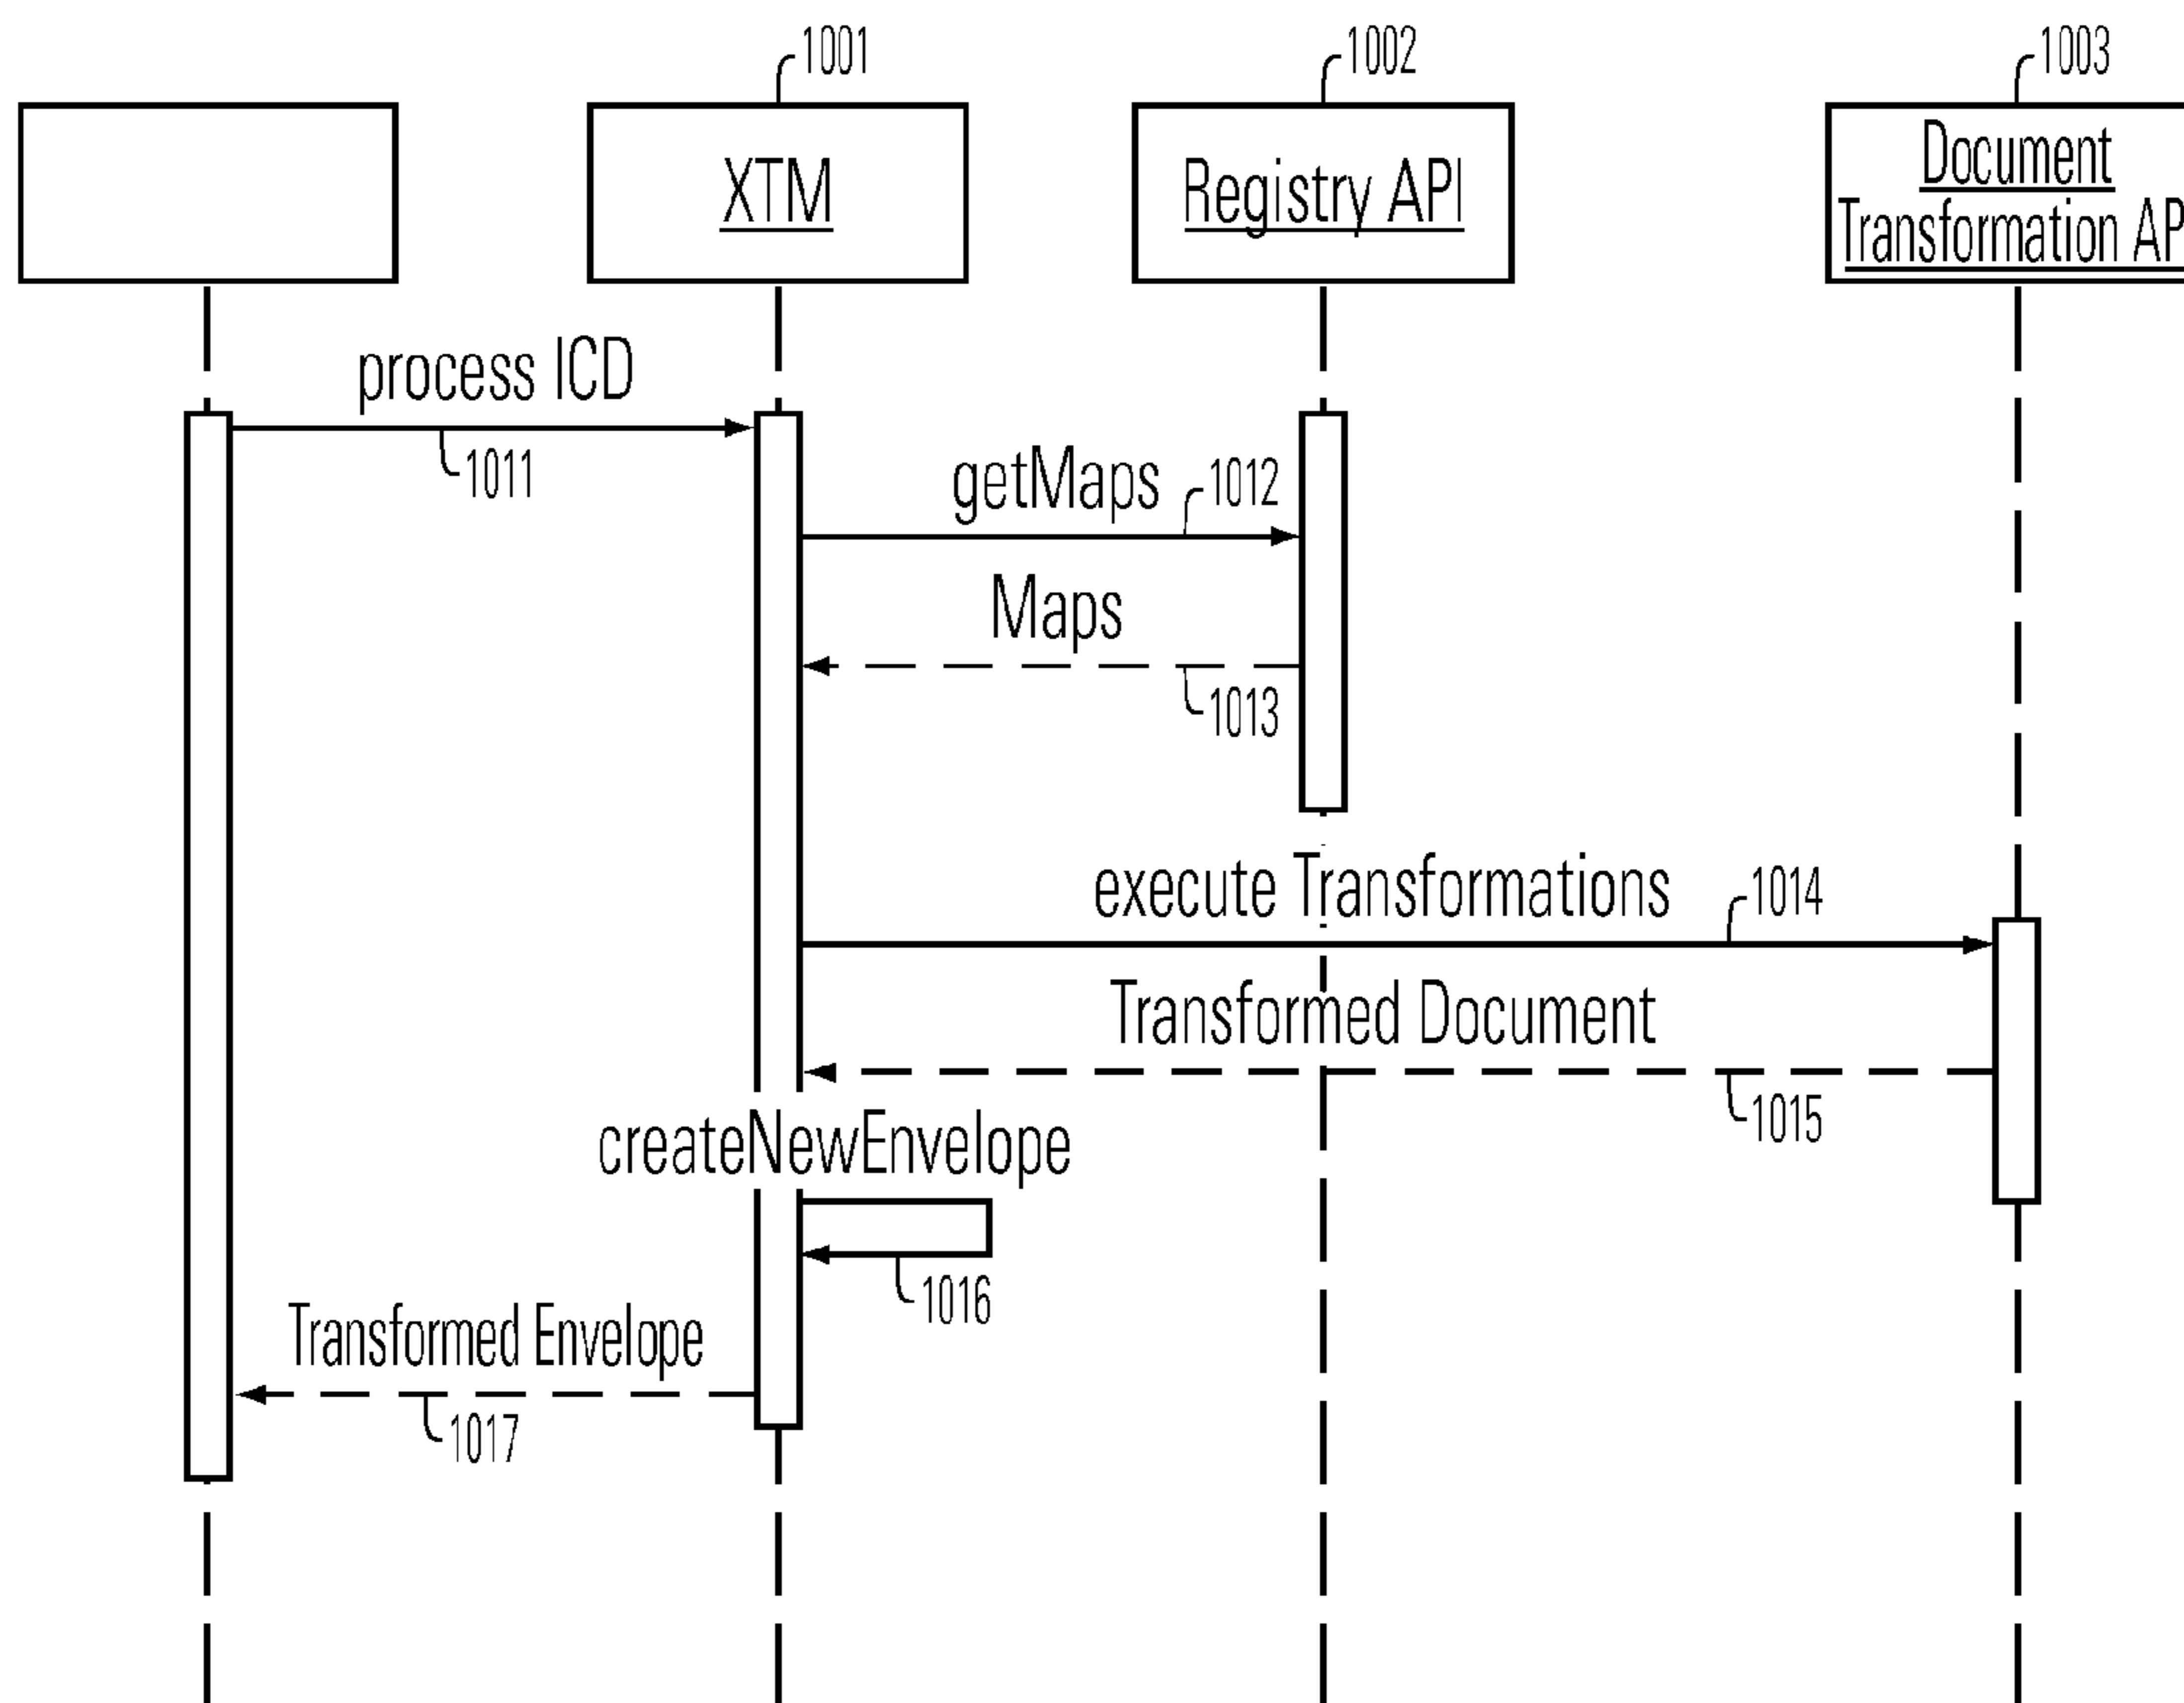 1001
1002
1003
XTM
Registry API
Document
Transformation AP
process ICD
1011
getMaps
1012
Maps
1013
execute Transformations
1014
Transformed Document
1015
createNewEnvelope
1016
Transformed Envelope
1017